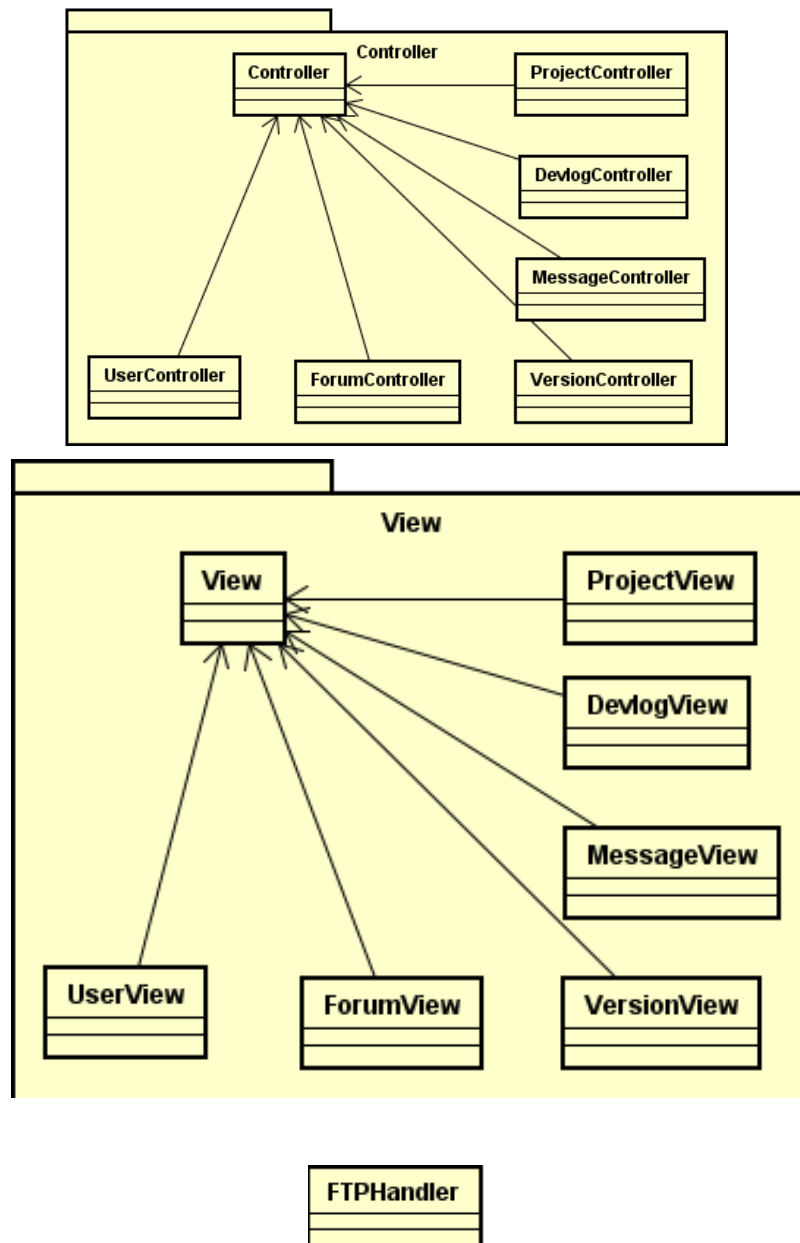 Controller
Controller
ProjectController
DevlogController
MessageController
UserController
ForumController
VersionController
View
View
ProjectView
DevlogView
MessageView
UserView
ForumView
VersionView
FTPHandler